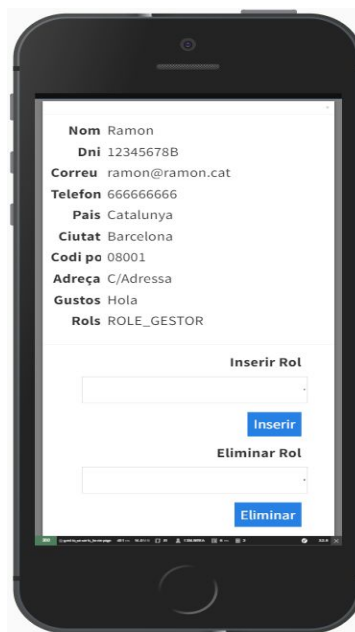 Nom Ramon
Dni 12345678B
Correu ramon@ramon.cat
Telefon 666666666
Pais Catalunya
Ciutat Barcelona
Codi po 08001
Adreça C/Adressa
Gustos Hola
Rols ROLE_GESTOR
Inserir Rol
Inserir
Eliminar Rol
Eliminar